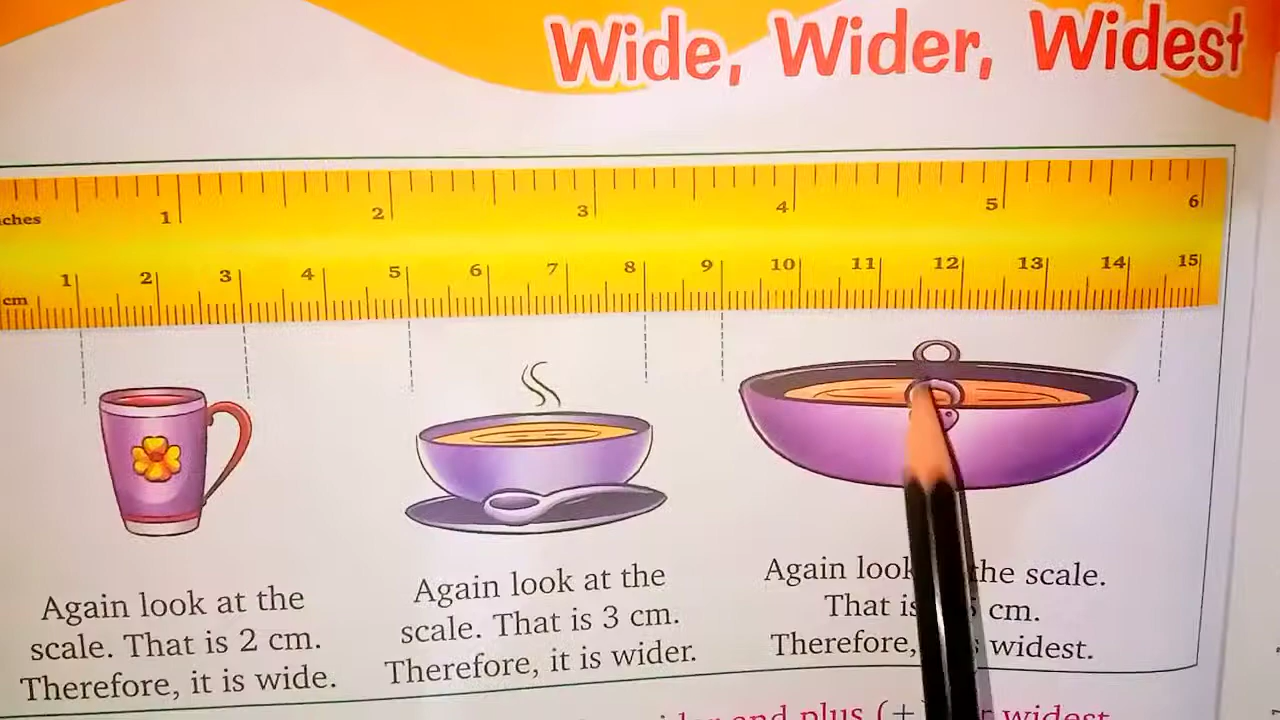 Wide, Wider, Widest
1 2 3 4 5 6
cm 1 2 3 4 5 6 7 8 9 10 11 12 13 14 15
Again look at the
scale. That is 2 cm.
Therefore, it is wide.
Again look at the
scale. That is 3 cm.
Therefore, it is wider.
Again look the scale.
That is cm.
Therefore, widest.
and plus (+ widest